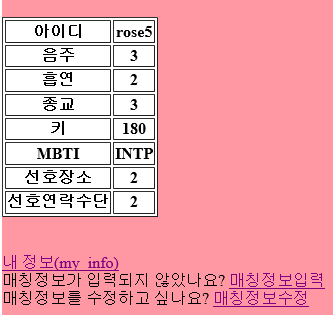 아이디 rose5
음주 3
흡연 2
종교 3
키 180
MBTI INTP
선호장소 2
선호연락수단 2
내 정보(my_info)
매칭정보가 입력되지 않았나요? 매칭정보입력
매칭정보를 수정하고 싶나요? 매칭정보수정